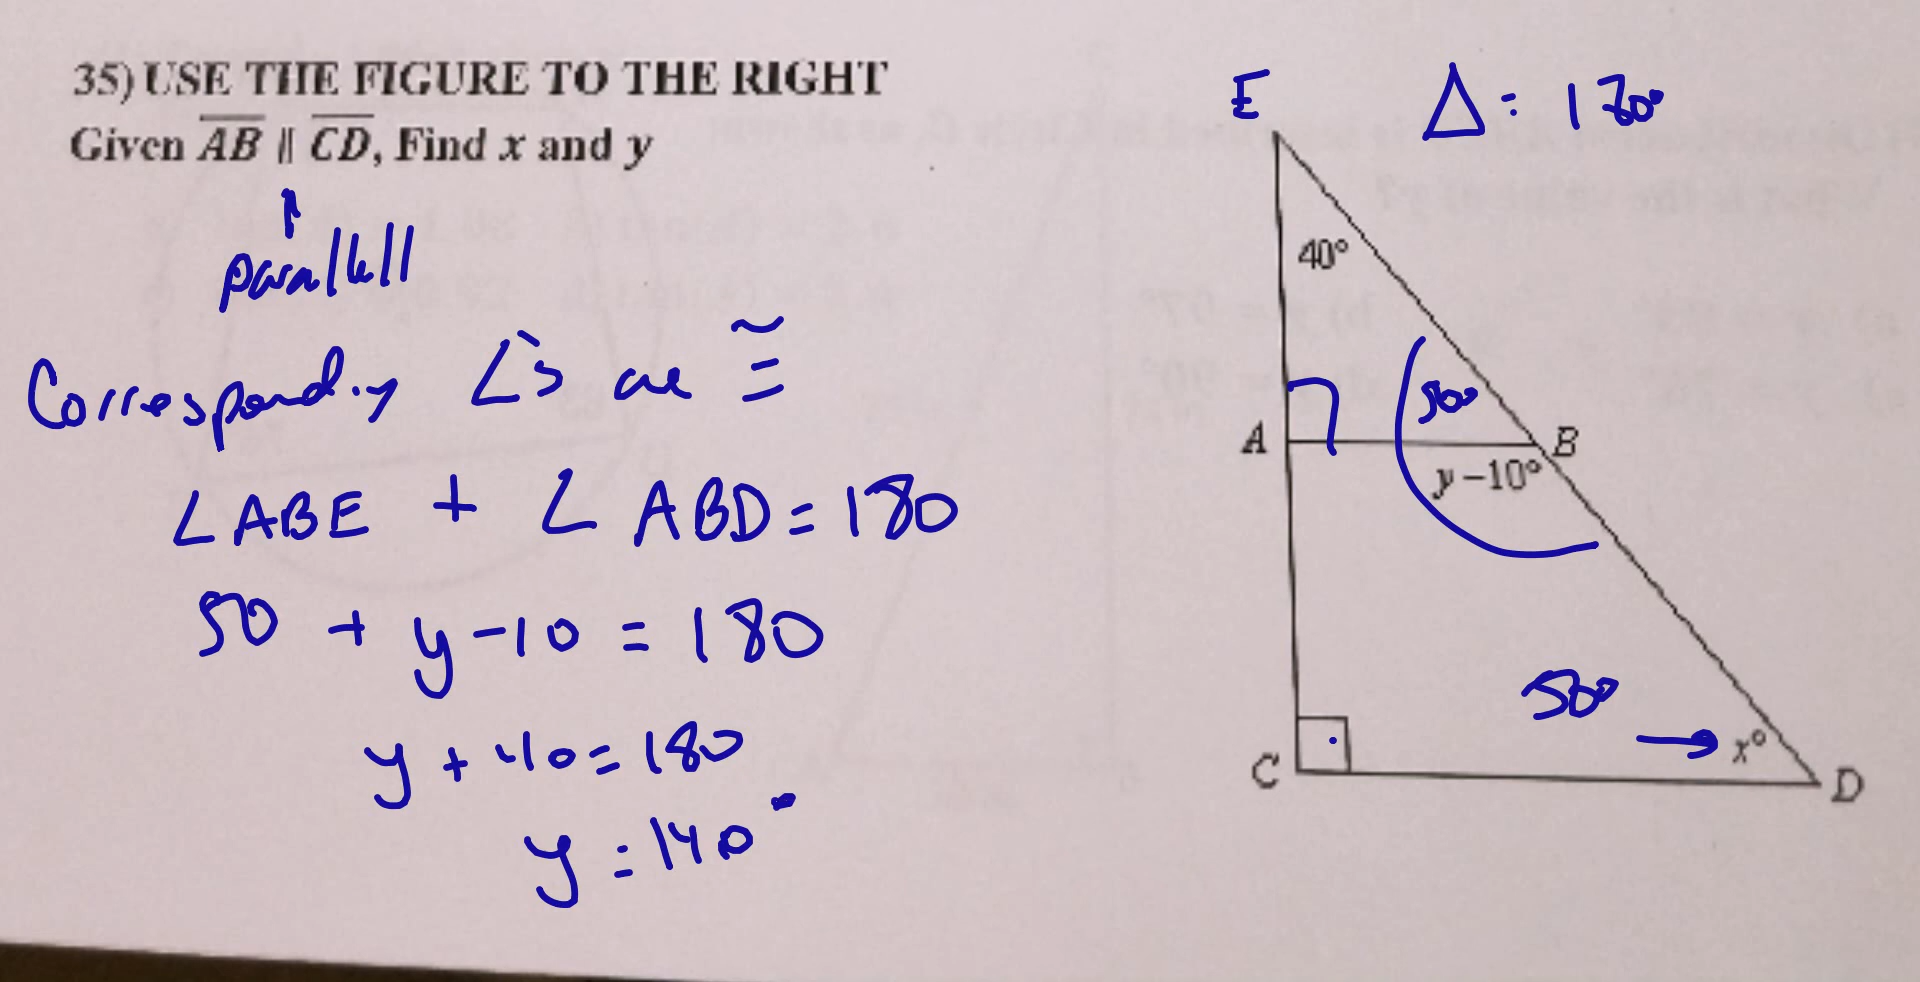 35) USE THE FIGURE TO THE RIGHT
Given AB || CD, Find x and y
parallell
Corresponding ∠'s are ≅
∠ABE + ∠ABD = 180
50 + y - 10 = 180
y + 40 = 180
y = 140°
E
Δ = 180°
40°
50°
A
B
y - 10°
50°
x°
C
D